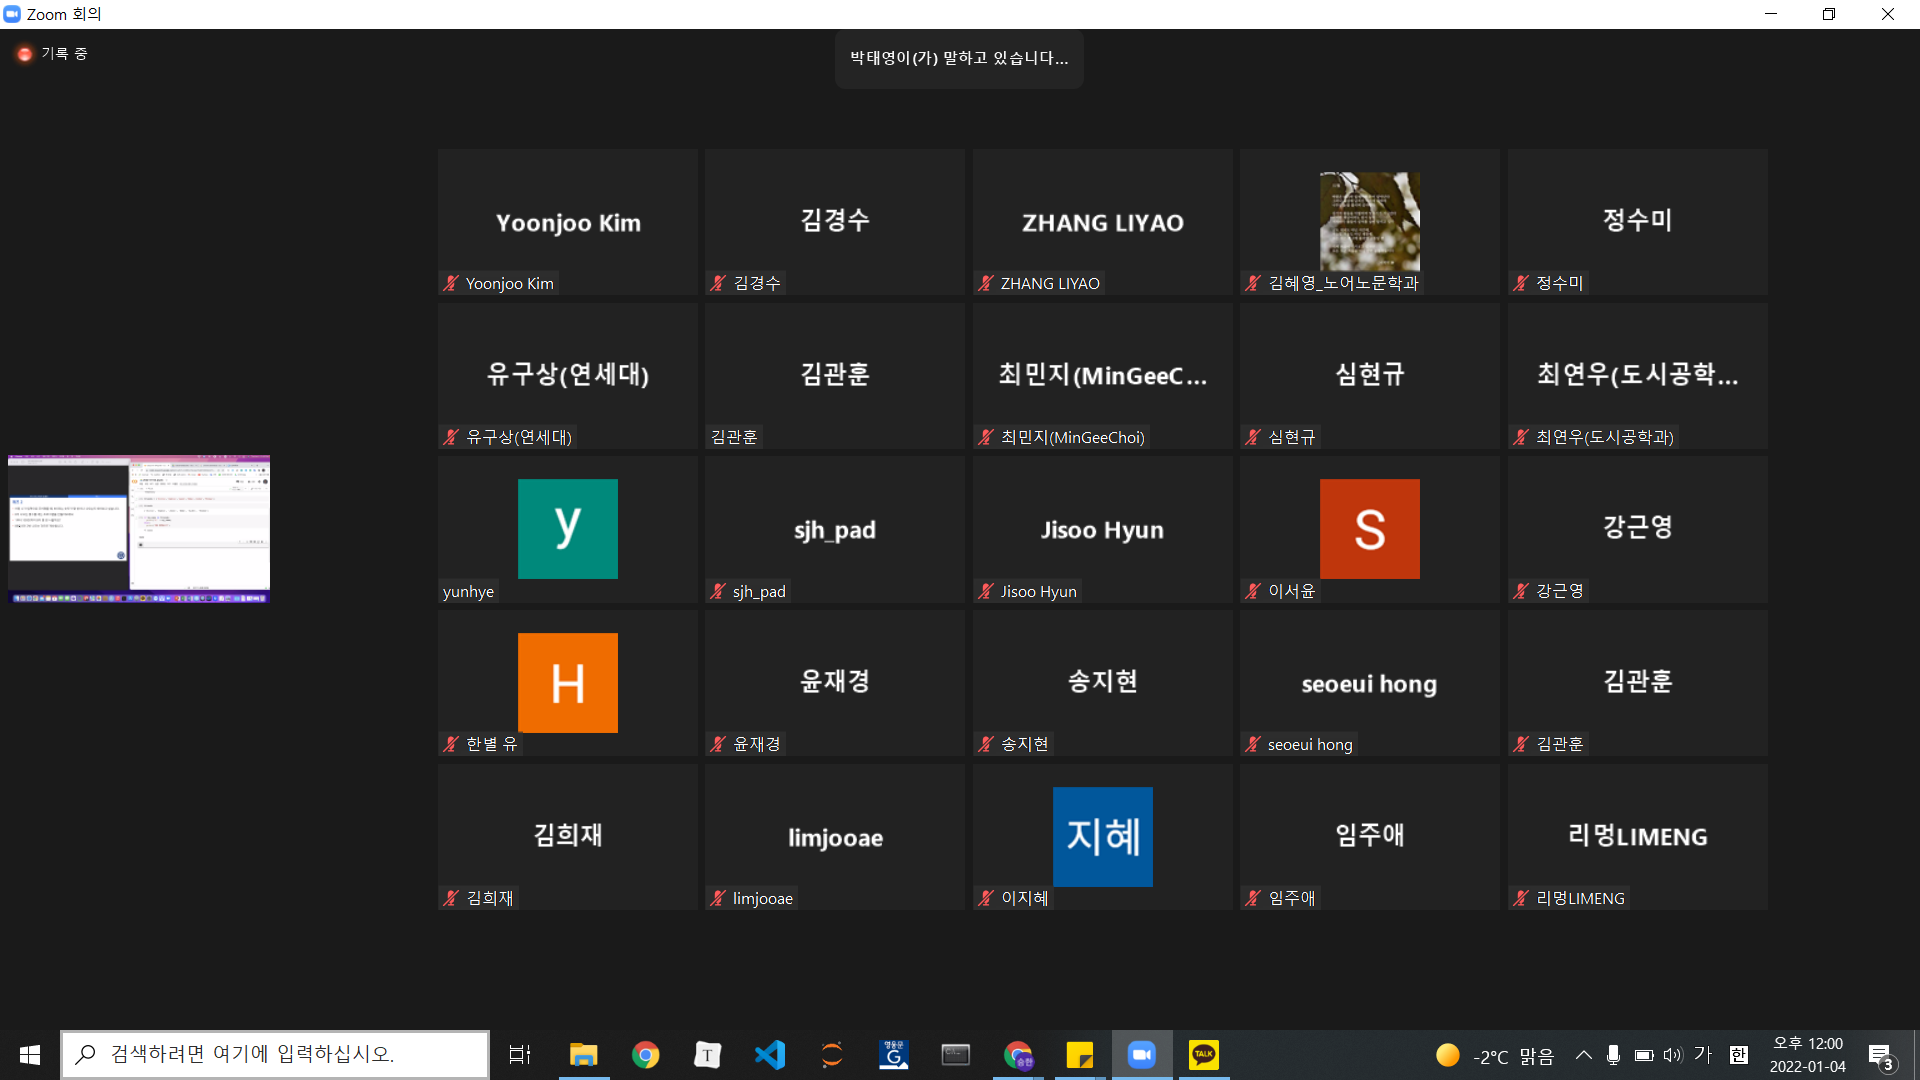 Zoom 회의
기록 중
박태영이(가) 말하고 있습니다...
Yoonjoo Kim
Yoonjoo Kim
김경수
김경수
ZHANG LIYAO
ZHANG LIYAO
김혜영_노어노문학과
정수미
정수미
유구상(연세대)
유구상(연세대)
김관훈
김관훈
최민지(MinGeeC...
최민지(MinGeeChoi)
심현규
심현규
최연우(도시공학...
최연우(도시공학과)
y
yunhye
sjh_pad
sjh_pad
Jisoo Hyun
Jisoo Hyun
S
이서윤
강근영
강근영
H
한별 유
윤재경
윤재경
송지현
송지현
seoeui hong
seoeui hong
김관훈
김관훈
김희재
김희재
limjooae
limjooae
지혜
이지혜
임주애
임주애
리멍LIMENG
리멍LIMENG
검색하려면 여기에 입력하십시오.
T
영웅문
G
승한
TALK
-2°C 맑음
가
한
오후 12:00
2022-01-04
3